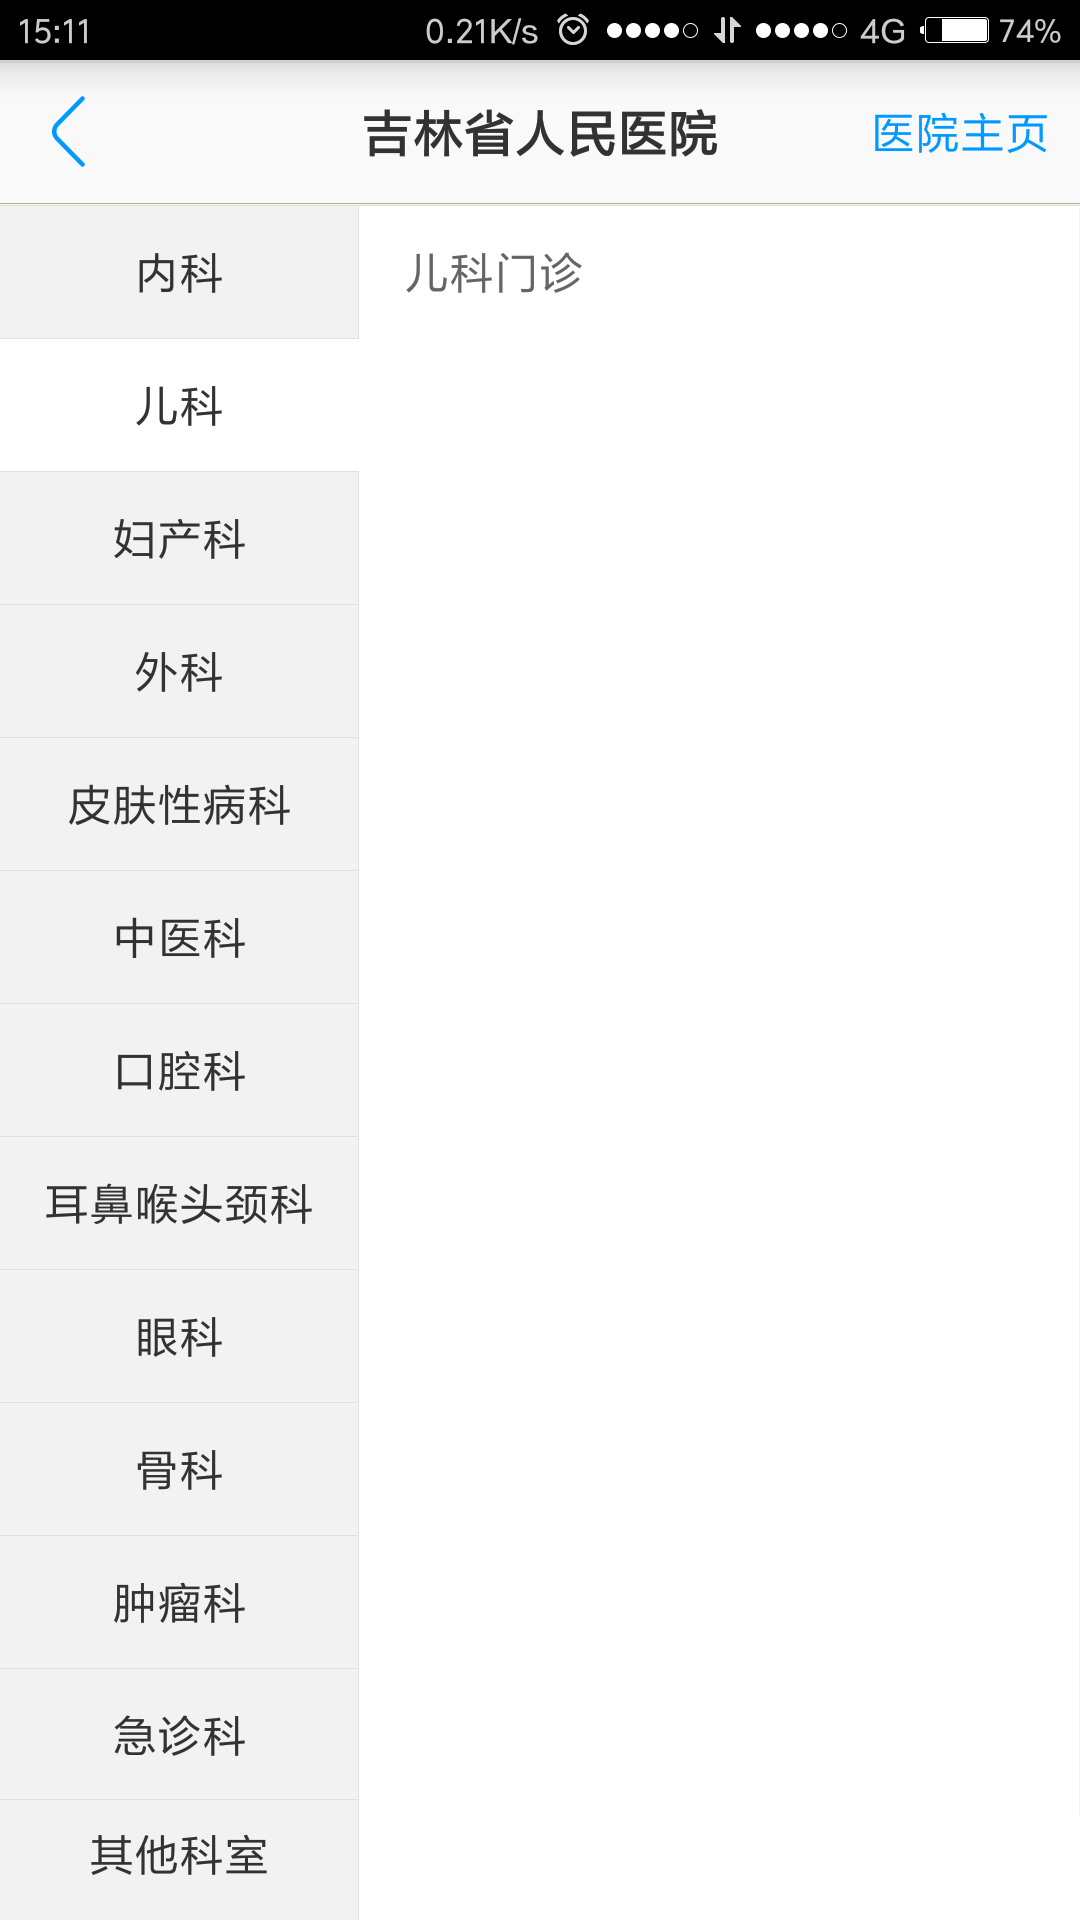 15:11 0.21K/s 4G 74%
吉林省人民医院 医院主页
内科 儿科门诊
儿科
妇产科
外科
皮肤性病科
中医科
口腔科
耳鼻喉头颈科
眼科
骨科
肿瘤科
急诊科
其他科室